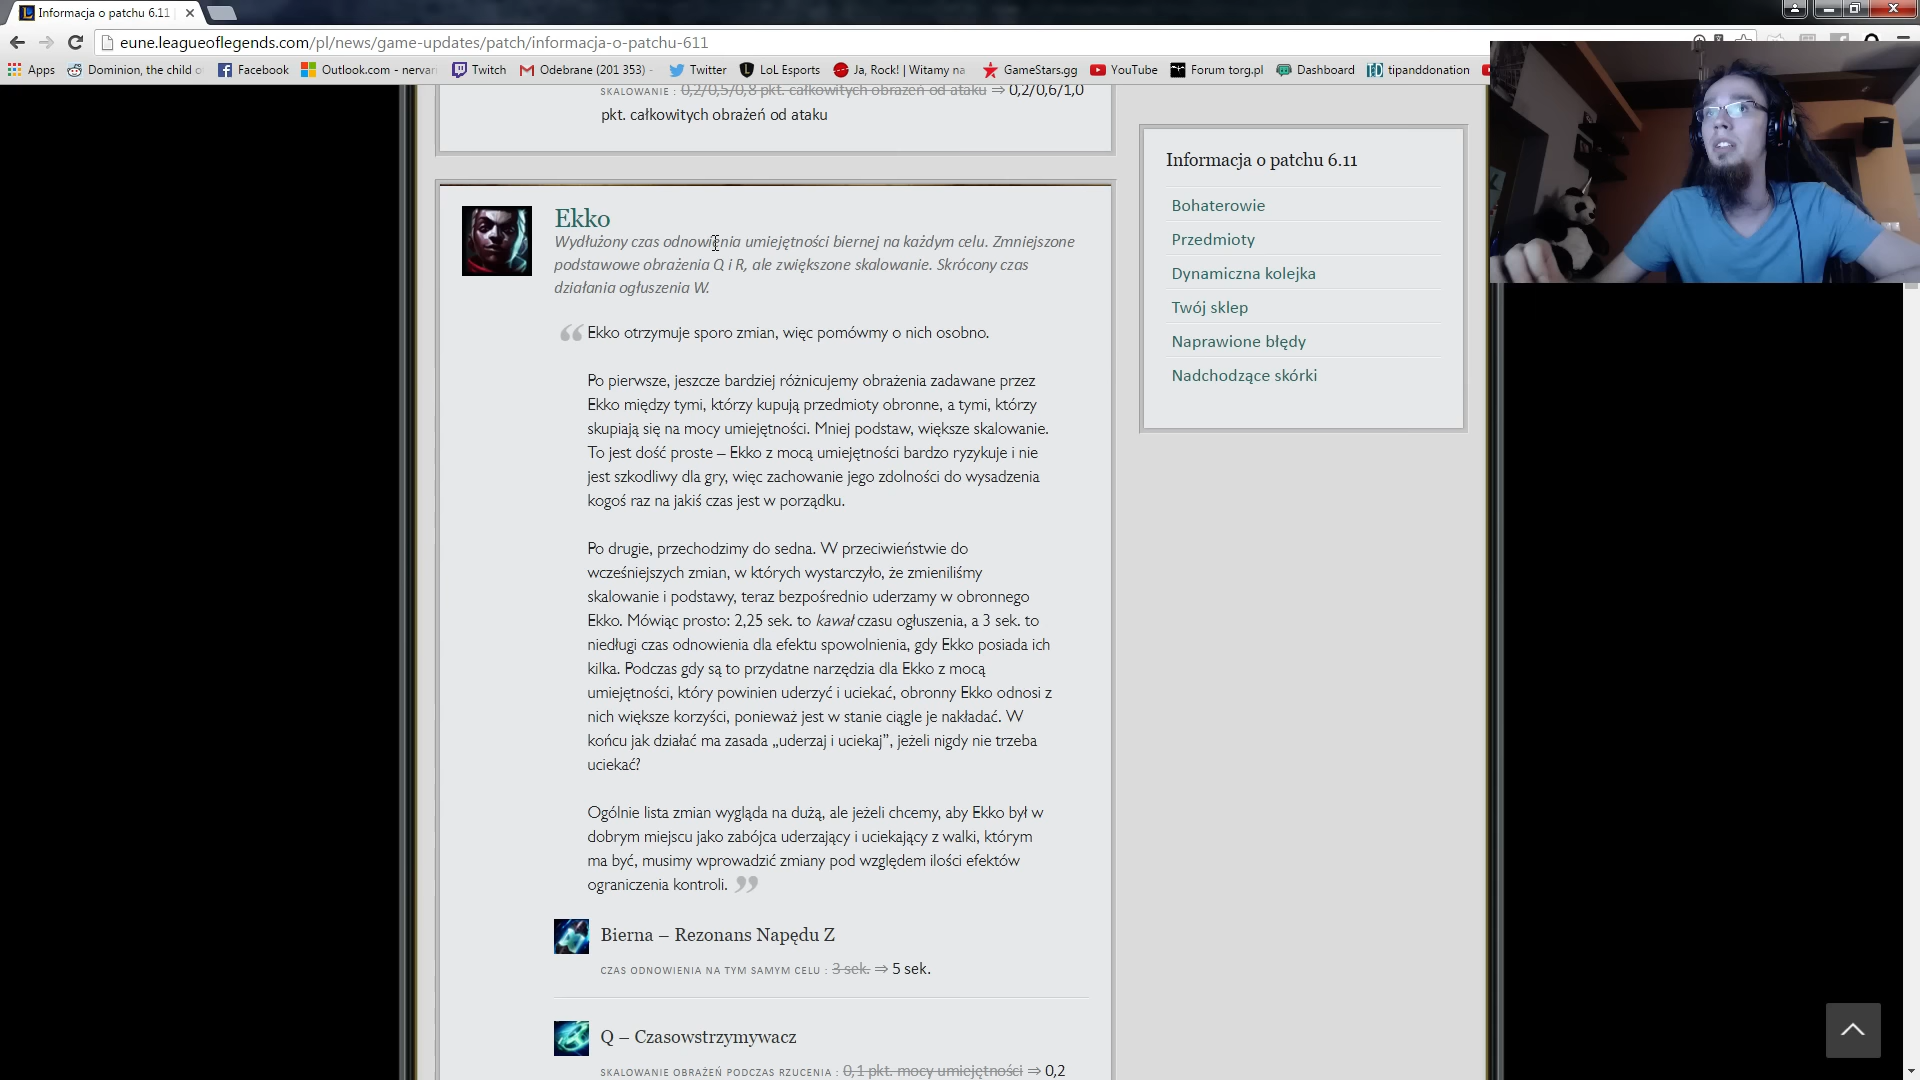 Informacja o patchu 6.11
eune.leagueoflegends.com/pl/news/game-updates/patch/informacja-o-patchu-611
Apps
Dominion, the child o
Facebook
Outlook.com - nervar
Twitch
Odebrane (201 353) -
Twitter
LoL Esports
Ja, Rock! | Witamy na
GameStars.gg
YouTube
Forum torg.pl
Dashboard
tipanddonation
SKALOWANIE : 0,2/0,5/0,8 pkt. całkowitych obrażeń od ataku ⇒ 0,2/0,6/1,0
pkt. całkowitych obrażeń od ataku
Ekko
Wydłużony czas odnowienia umiejętności biernej na każdym celu. Zmniejszone
podstawowe obrażenia Q i R, ale zwiększone skalowanie. Skrócony czas
działania ogłuszenia W.
“ Ekko otrzymuje sporo zmian, więc pomówmy o nich osobno.
Po pierwsze, jeszcze bardziej różnicujemy obrażenia zadawane przez
Ekko między tymi, którzy kupują przedmioty obronne, a tymi, którzy
skupiają się na mocy umiejętności. Mniej podstaw, większe skalowanie.
To jest dość proste – Ekko z mocą umiejętności bardzo ryzykuje i nie
jest szkodliwy dla gry, więc zachowanie jego zdolności do wysadzenia
kogoś raz na jakiś czas jest w porządku.
Po drugie, przechodzimy do sedna. W przeciwieństwie do
wcześniejszych zmian, w których wystarczyło, że zmieniliśmy
skalowanie i podstawy, teraz bezpośrednio uderzamy w obronnego
Ekko. Mówiąc prosto: 2,25 sek. to kawał czasu ogłuszenia, a 3 sek. to
niedługi czas odnowienia dla efektu spowolnienia, gdy Ekko posiada ich
kilka. Podczas gdy są to przydatne narzędzia dla Ekko z mocą
umiejętności, który powinien uderzyć i uciekać, obronny Ekko odnosi z
nich większe korzyści, ponieważ jest w stanie ciągle je nakładać. W
końcu jak działać ma zasada „uderzaj i uciekaj”, jeżeli nigdy nie trzeba
uciekać?
Ogólnie lista zmian wygląda na dużą, ale jeżeli chcemy, aby Ekko był w
dobrym miejscu jako zabójca uderzający i uciekający z walki, którym
ma być, musimy wprowadzić zmiany pod względem ilości efektów
ograniczenia kontroli. ”
Bierna – Rezonans Napędu Z
CZAS ODNOWIENIA NA TYM SAMYM CELU : 3 sek. ⇒ 5 sek.
Q – Czasowstrzymywacz
SKALOWANIE OBRAŻEŃ PODCZAS RZUCENIA : 0,1 pkt. mocy umiejętności ⇒ 0,2
Informacja o patchu 6.11
Bohaterowie
Przedmioty
Dynamiczna kolejka
Twój sklep
Naprawione błędy
Nadchodzące skórki